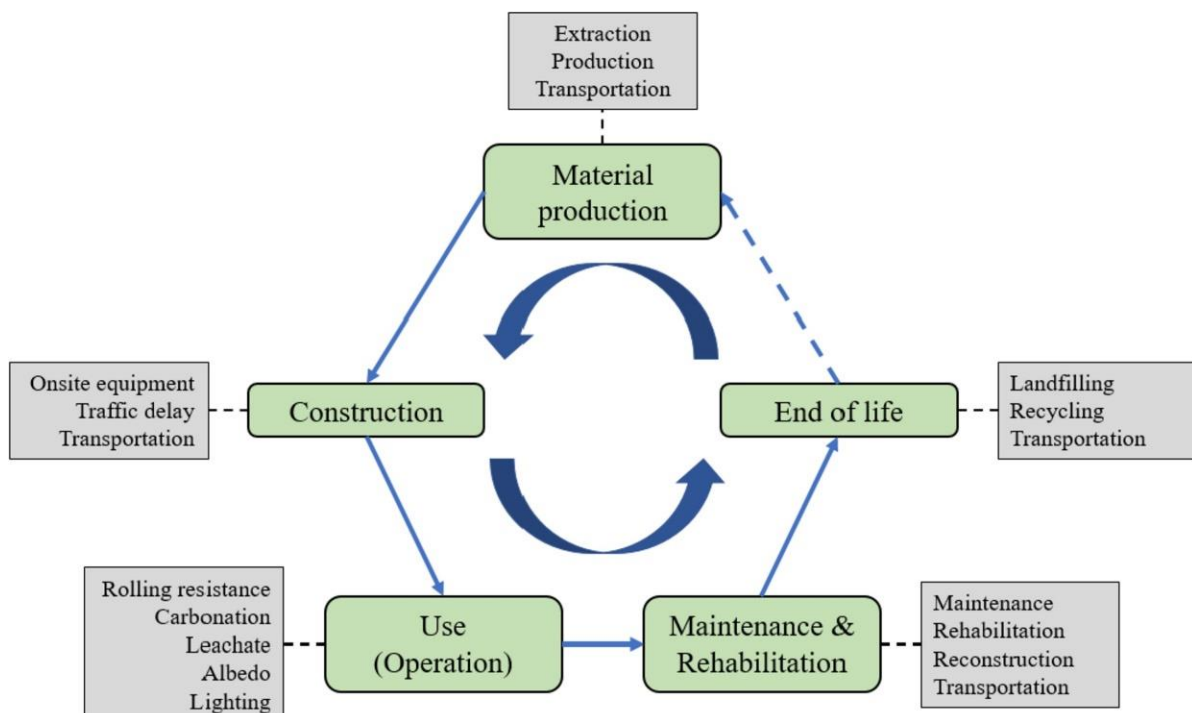 Extraction
Production
Transportation
Material
production
Onsite equipment
Traffic delay
Transportation
Construction
End of life
Landfilling
Recycling
Transportation
Rolling resistance
Carbonation
Leachate
Albedo
Lighting
Use
(Operation)
Maintenance &
Rehabilitation
Maintenance
Rehabilitation
Reconstruction
Transportation